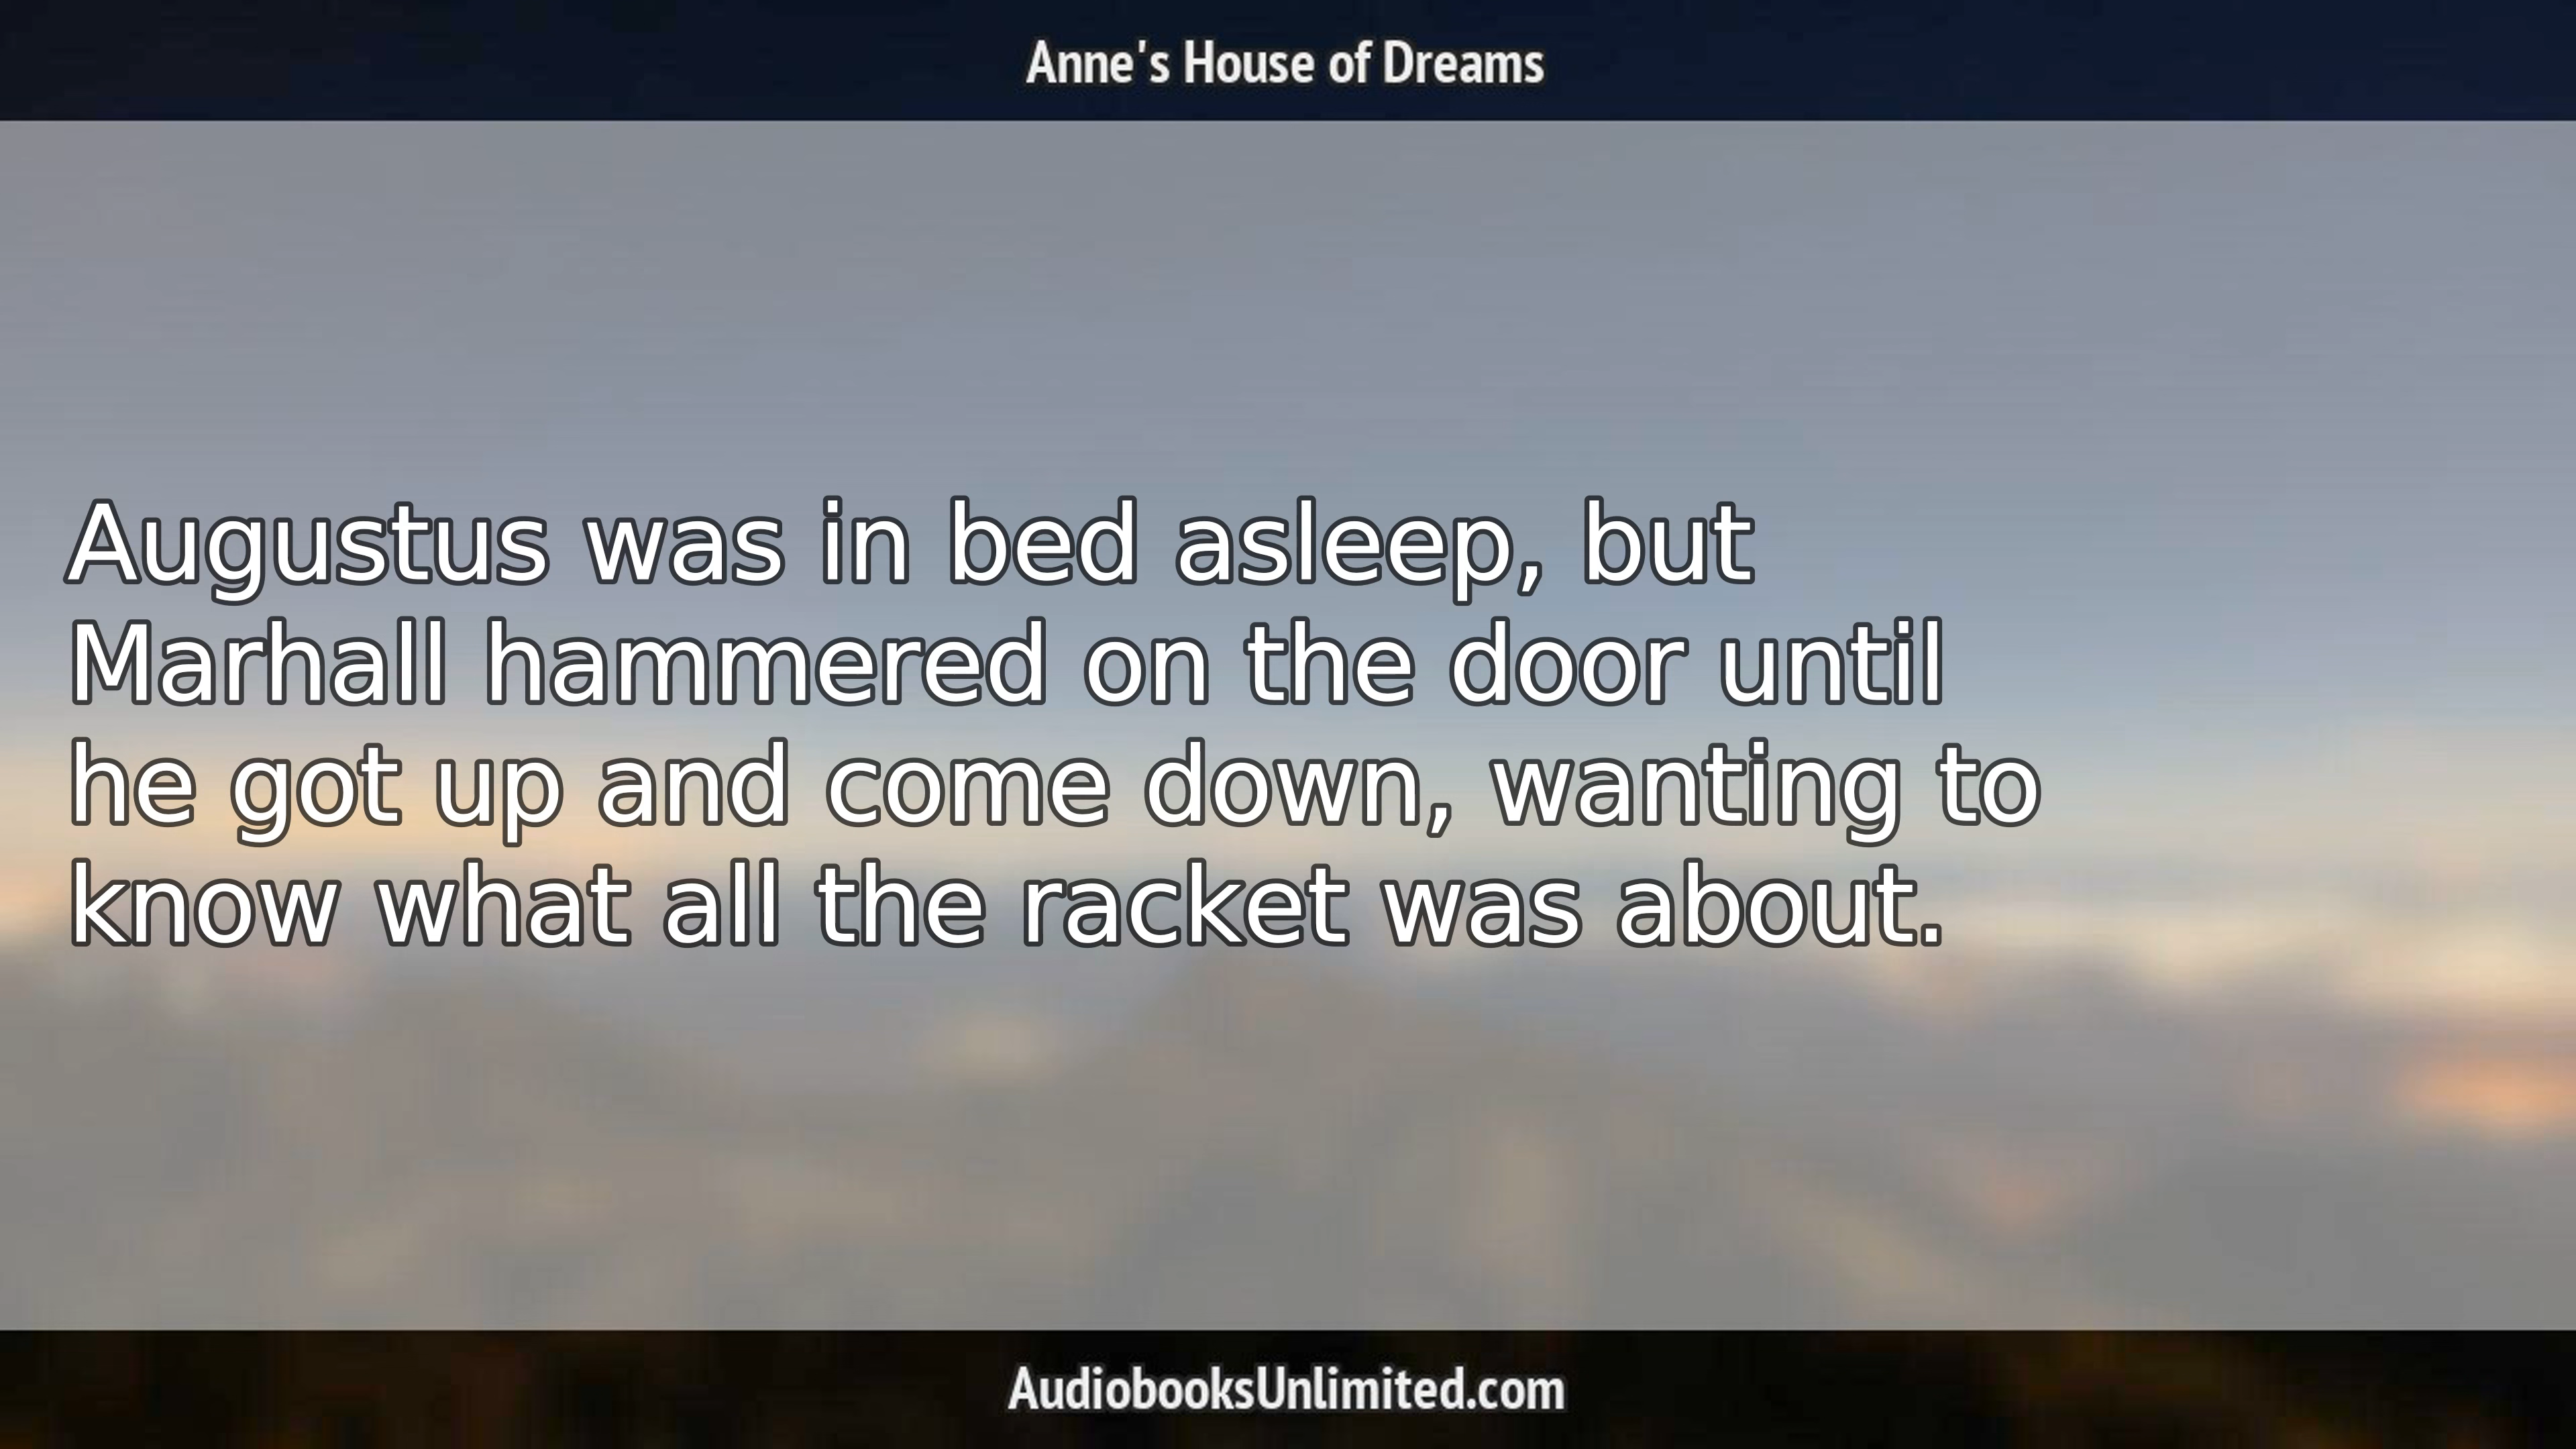 Anne's House of Dreams
Augustus was in bed asleep, but
Marhall hammered on the door until
he got up and come down, wanting to
know what all the racket was about.
AudiobooksUnlimited.com